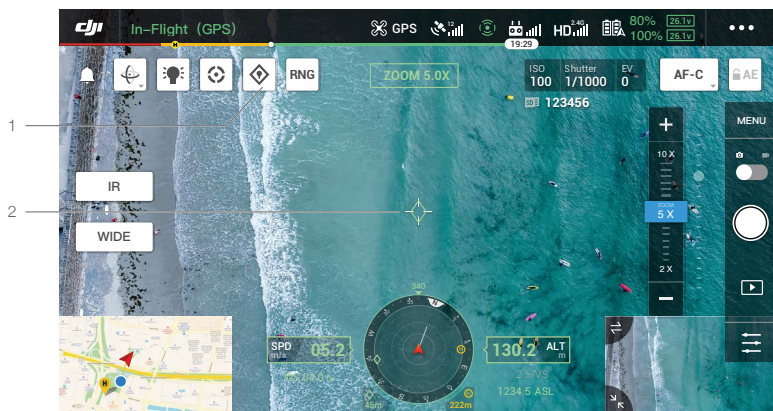 dji
In-Flight (GPS)
GPS
12
HD 2.4G
80% 26.1v
100% 26.1v
19:29
H
RNG
ZOOM 5.0X
ISO
100
Shutter
1/1000
EV
0
AF-C
AE
SD 123456
1
MENU
+
10 X
IR
2
ZOOM
5 X
WIDE
2 X
−
340
N
W
E
SPD
m/s
05.2
130.2
ALT
m
1234.5 ASL
45m
222m
H